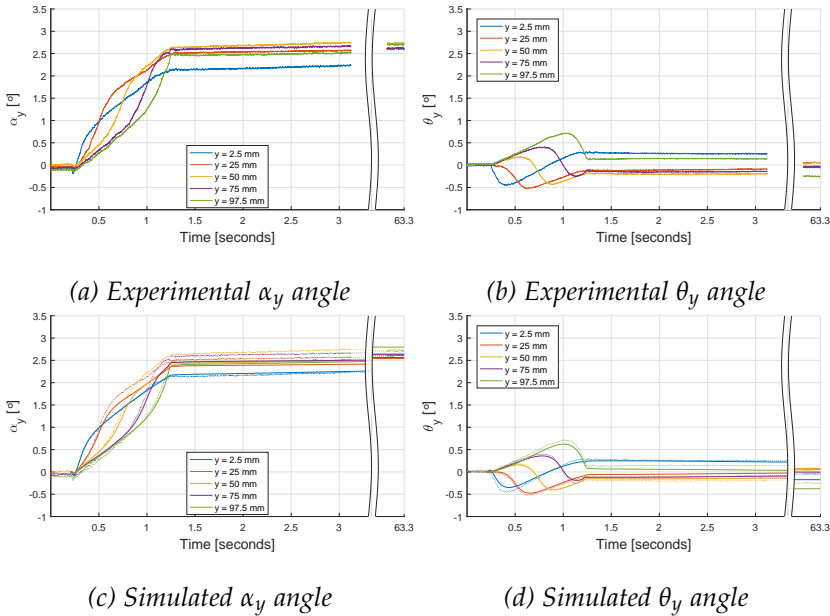 3.5
3
2.5
2
1.5
1
0.5
0
-0.5
-1
α_y [º]
y = 2.5 mm
y = 25 mm
y = 50 mm
y = 75 mm
y = 97.5 mm
0.5 1 1.5 2 2.5 3 63.3
Time [seconds]
(a) Experimental α_y angle
3.5
3
2.5
2
1.5
1
0.5
0
-0.5
-1
θ_y [º]
y = 2.5 mm
y = 25 mm
y = 50 mm
y = 75 mm
y = 97.5 mm
0.5 1 1.5 2 2.5 3 63.3
Time [seconds]
(b) Experimental θ_y angle
3.5
3
2.5
2
1.5
1
0.5
0
-0.5
-1
α_y [º]
y = 2.5 mm
y = 25 mm
y = 50 mm
y = 75 mm
y = 97.5 mm
0.5 1 1.5 2 2.5 3 63.3
Time [seconds]
(c) Simulated α_y angle
3.5
3
2.5
2
1.5
1
0.5
0
-0.5
-1
θ_y [º]
y = 2.5 mm
y = 25 mm
y = 50 mm
y = 75 mm
y = 97.5 mm
0.5 1 1.5 2 2.5 3 63.3
Time [seconds]
(d) Simulated θ_y angle